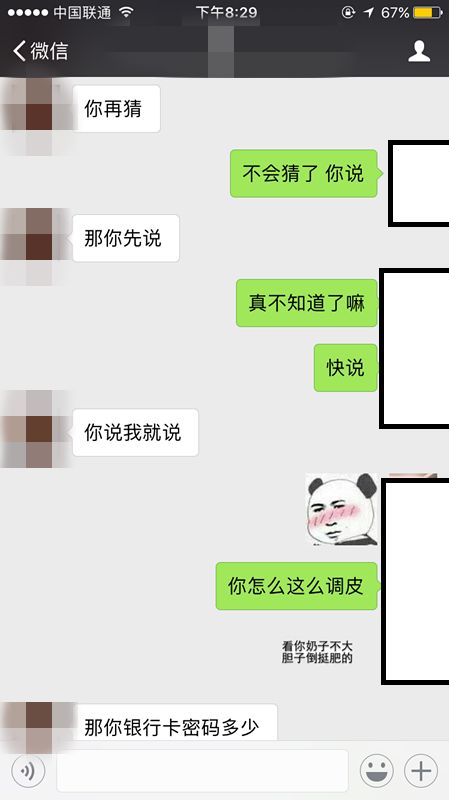 中国联通 下午8:29 67%
微信
你再猜
不会猜了 你说
那你先说
真不知道了嘛
快说
你说我就说
你怎么这么调皮
看你奶子不大
胆子倒挺肥的
那你银行卡密码多少